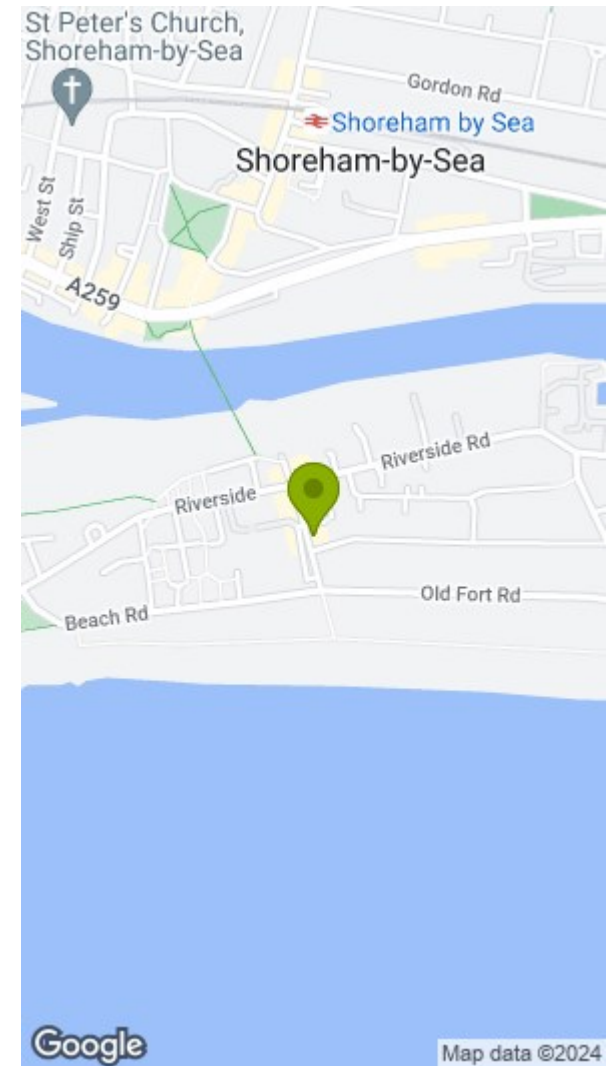 St Peter's Church,
Shoreham-by-Sea
Gordon Rd
Shoreham by Sea
Shoreham-by-Sea
West St
Ship St
A259
Riverside Rd
Riverside
Old Fort Rd
Beach Rd
Google
Map data ©2024